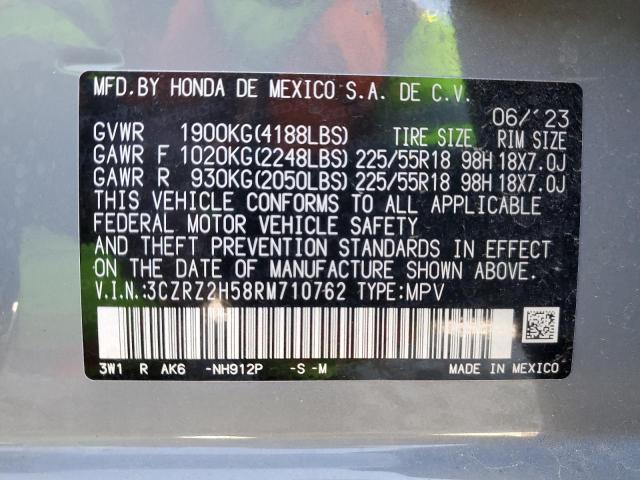 MFD. BY HONDA DE MEXICO S.A. DE C.V.
06/'23
GVWR 1900KG(4188LBS) TIRE SIZE RIM SIZE
GAWR F 1020KG(2248LBS) 225/55R18 98H 18X7.0J
GAWR R 930KG(2050LBS) 225/55R18 98H 18X7.0J
THIS VEHICLE CONFORMS TO ALL APPLICABLE
FEDERAL MOTOR VEHICLE SAFETY
AND THEFT PREVENTION STANDARDS IN EFFECT
ON THE DATE OF MANUFACTURE SHOWN ABOVE.
V.I.N.:3CZRZ2H58RM710762 TYPE:MPV
3W1 R AK6 -NH912P -S -M MADE IN MEXICO